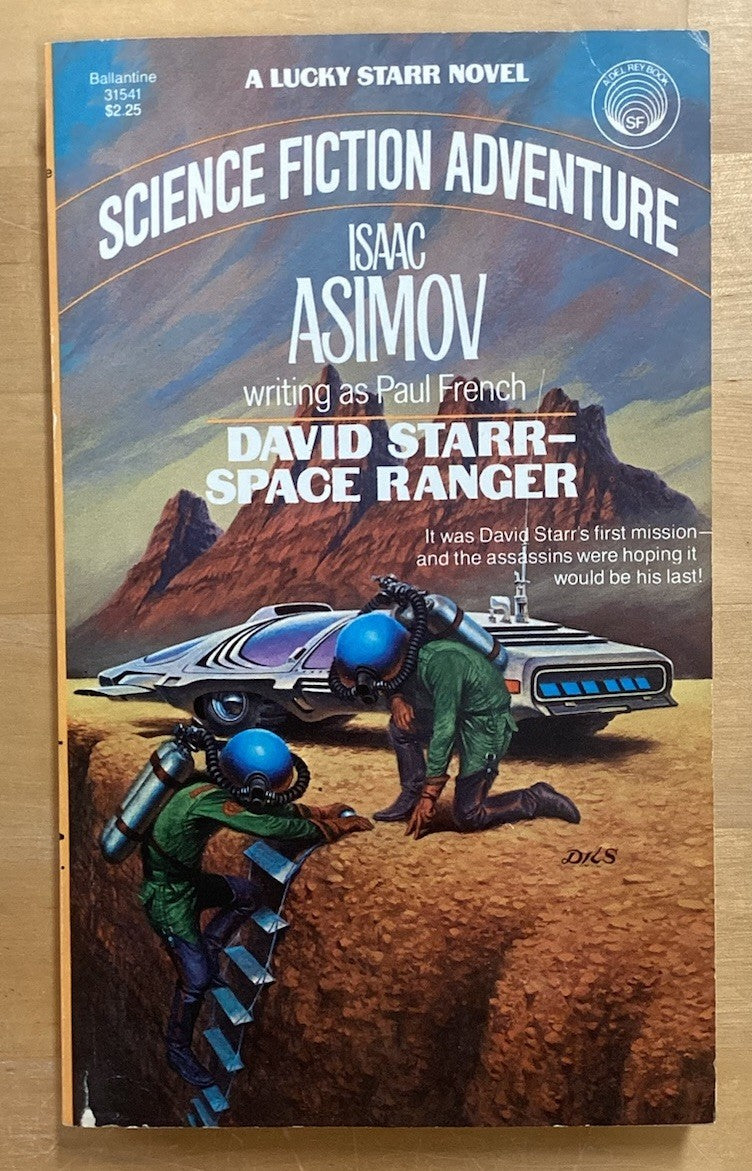 Ballantine
31541
$2.25
A LUCKY STARR NOVEL
A DEL REY BOOK
SF
SCIENCE FICTION ADVENTURE
ISAAC
ASIMOV
writing as Paul French
DAVID STARR–
SPACE RANGER
It was David Starr's first mission–
and the assassins were hoping it
would be his last!